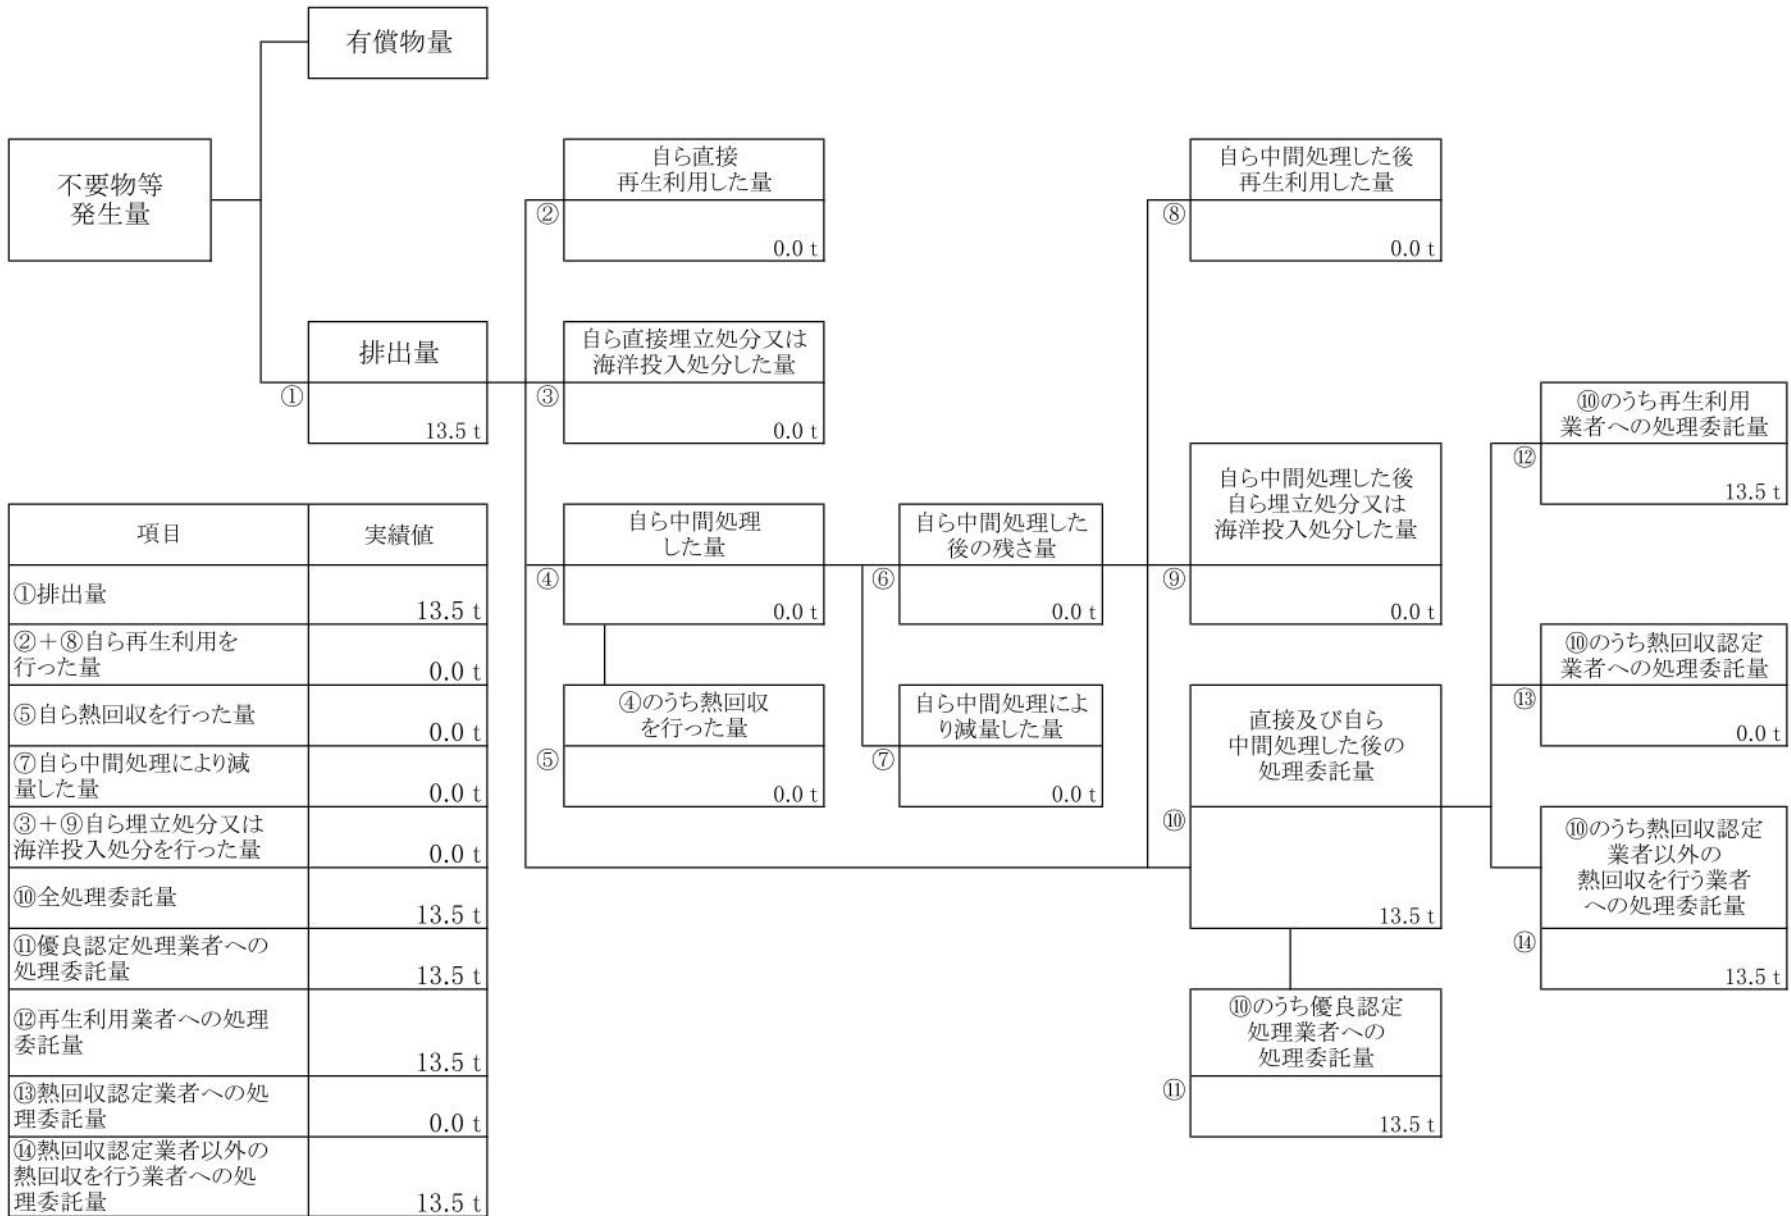 有償物量
不要物等
発生量
排出量
①
13.5 t
自ら直接
再生利用した量
②
0.0 t
自ら直接埋立処分又は
海洋投入処分した量
③
0.0 t
自ら中間処理
した量
④
0.0 t
④のうち熱回収
を行った量
⑤
0.0 t
自ら中間処理した
後の残さ量
⑥
0.0 t
自ら中間処理によ
り減量した量
⑦
0.0 t
自ら中間処理した後
再生利用した量
⑧
0.0 t
自ら中間処理した後
自ら埋立処分又は
海洋投入処分した量
⑨
0.0 t
直接及び自ら
中間処理した後の
処理委託量
⑩
13.5 t
⑩のうち優良認定
処理業者への
処理委託量
⑪
13.5 t
⑩のうち再生利用
業者への処理委託量
⑫
13.5 t
⑩のうち熱回収認定
業者への処理委託量
⑬
0.0 t
⑩のうち熱回収認定
業者以外の
熱回収を行う業者
への処理委託量
⑭
13.5 t
項目 実績値
①排出量
13.5 t
②＋⑧自ら再生利用を
行った量
0.0 t
⑤自ら熱回収を行った量
0.0 t
⑦自ら中間処理により減
量した量
0.0 t
③＋⑨自ら埋立処分又は
海洋投入処分を行った量
0.0 t
⑩全処理委託量
13.5 t
⑪優良認定処理業者への
処理委託量
13.5 t
⑫再生利用業者への処理
委託量
13.5 t
⑬熱回収認定業者への処
理委託量
0.0 t
⑭熱回収認定業者以外の
熱回収を行う業者への処
理委託量
13.5 t